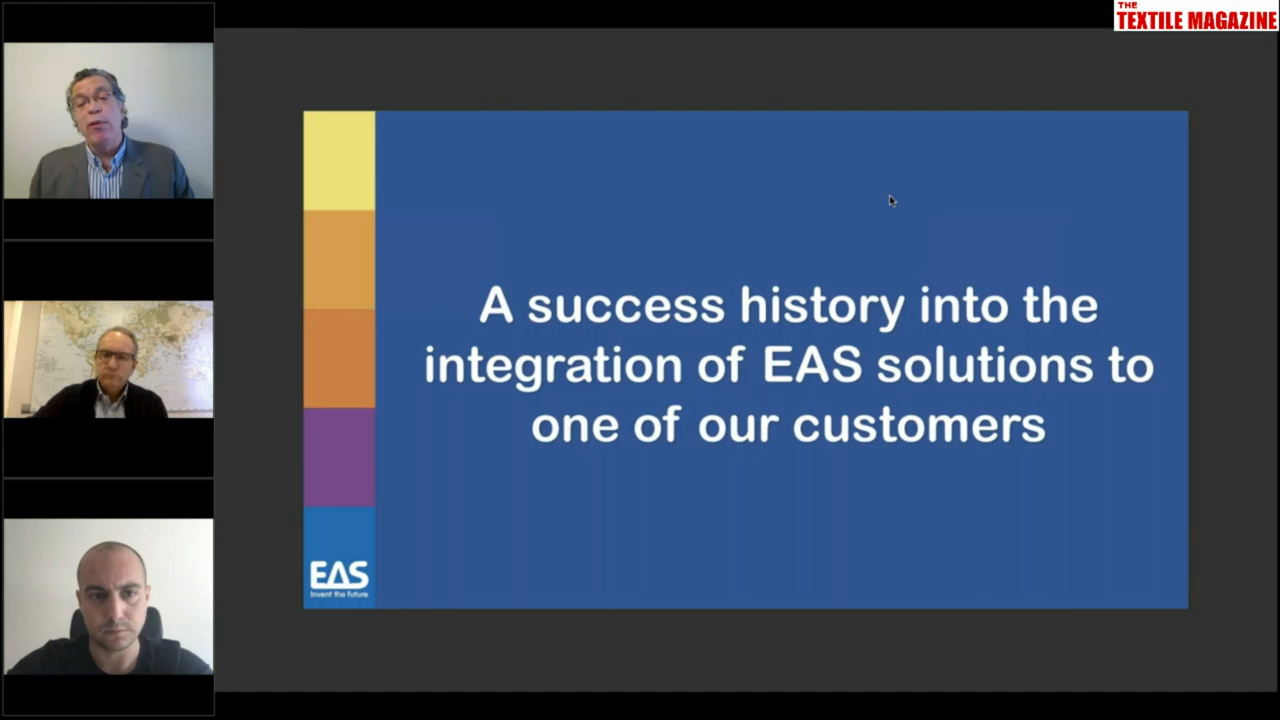 THE
TEXTILE MAGAZINE
A success history into the
integration of EAS solutions to
one of our customers
EAS
Invent the future